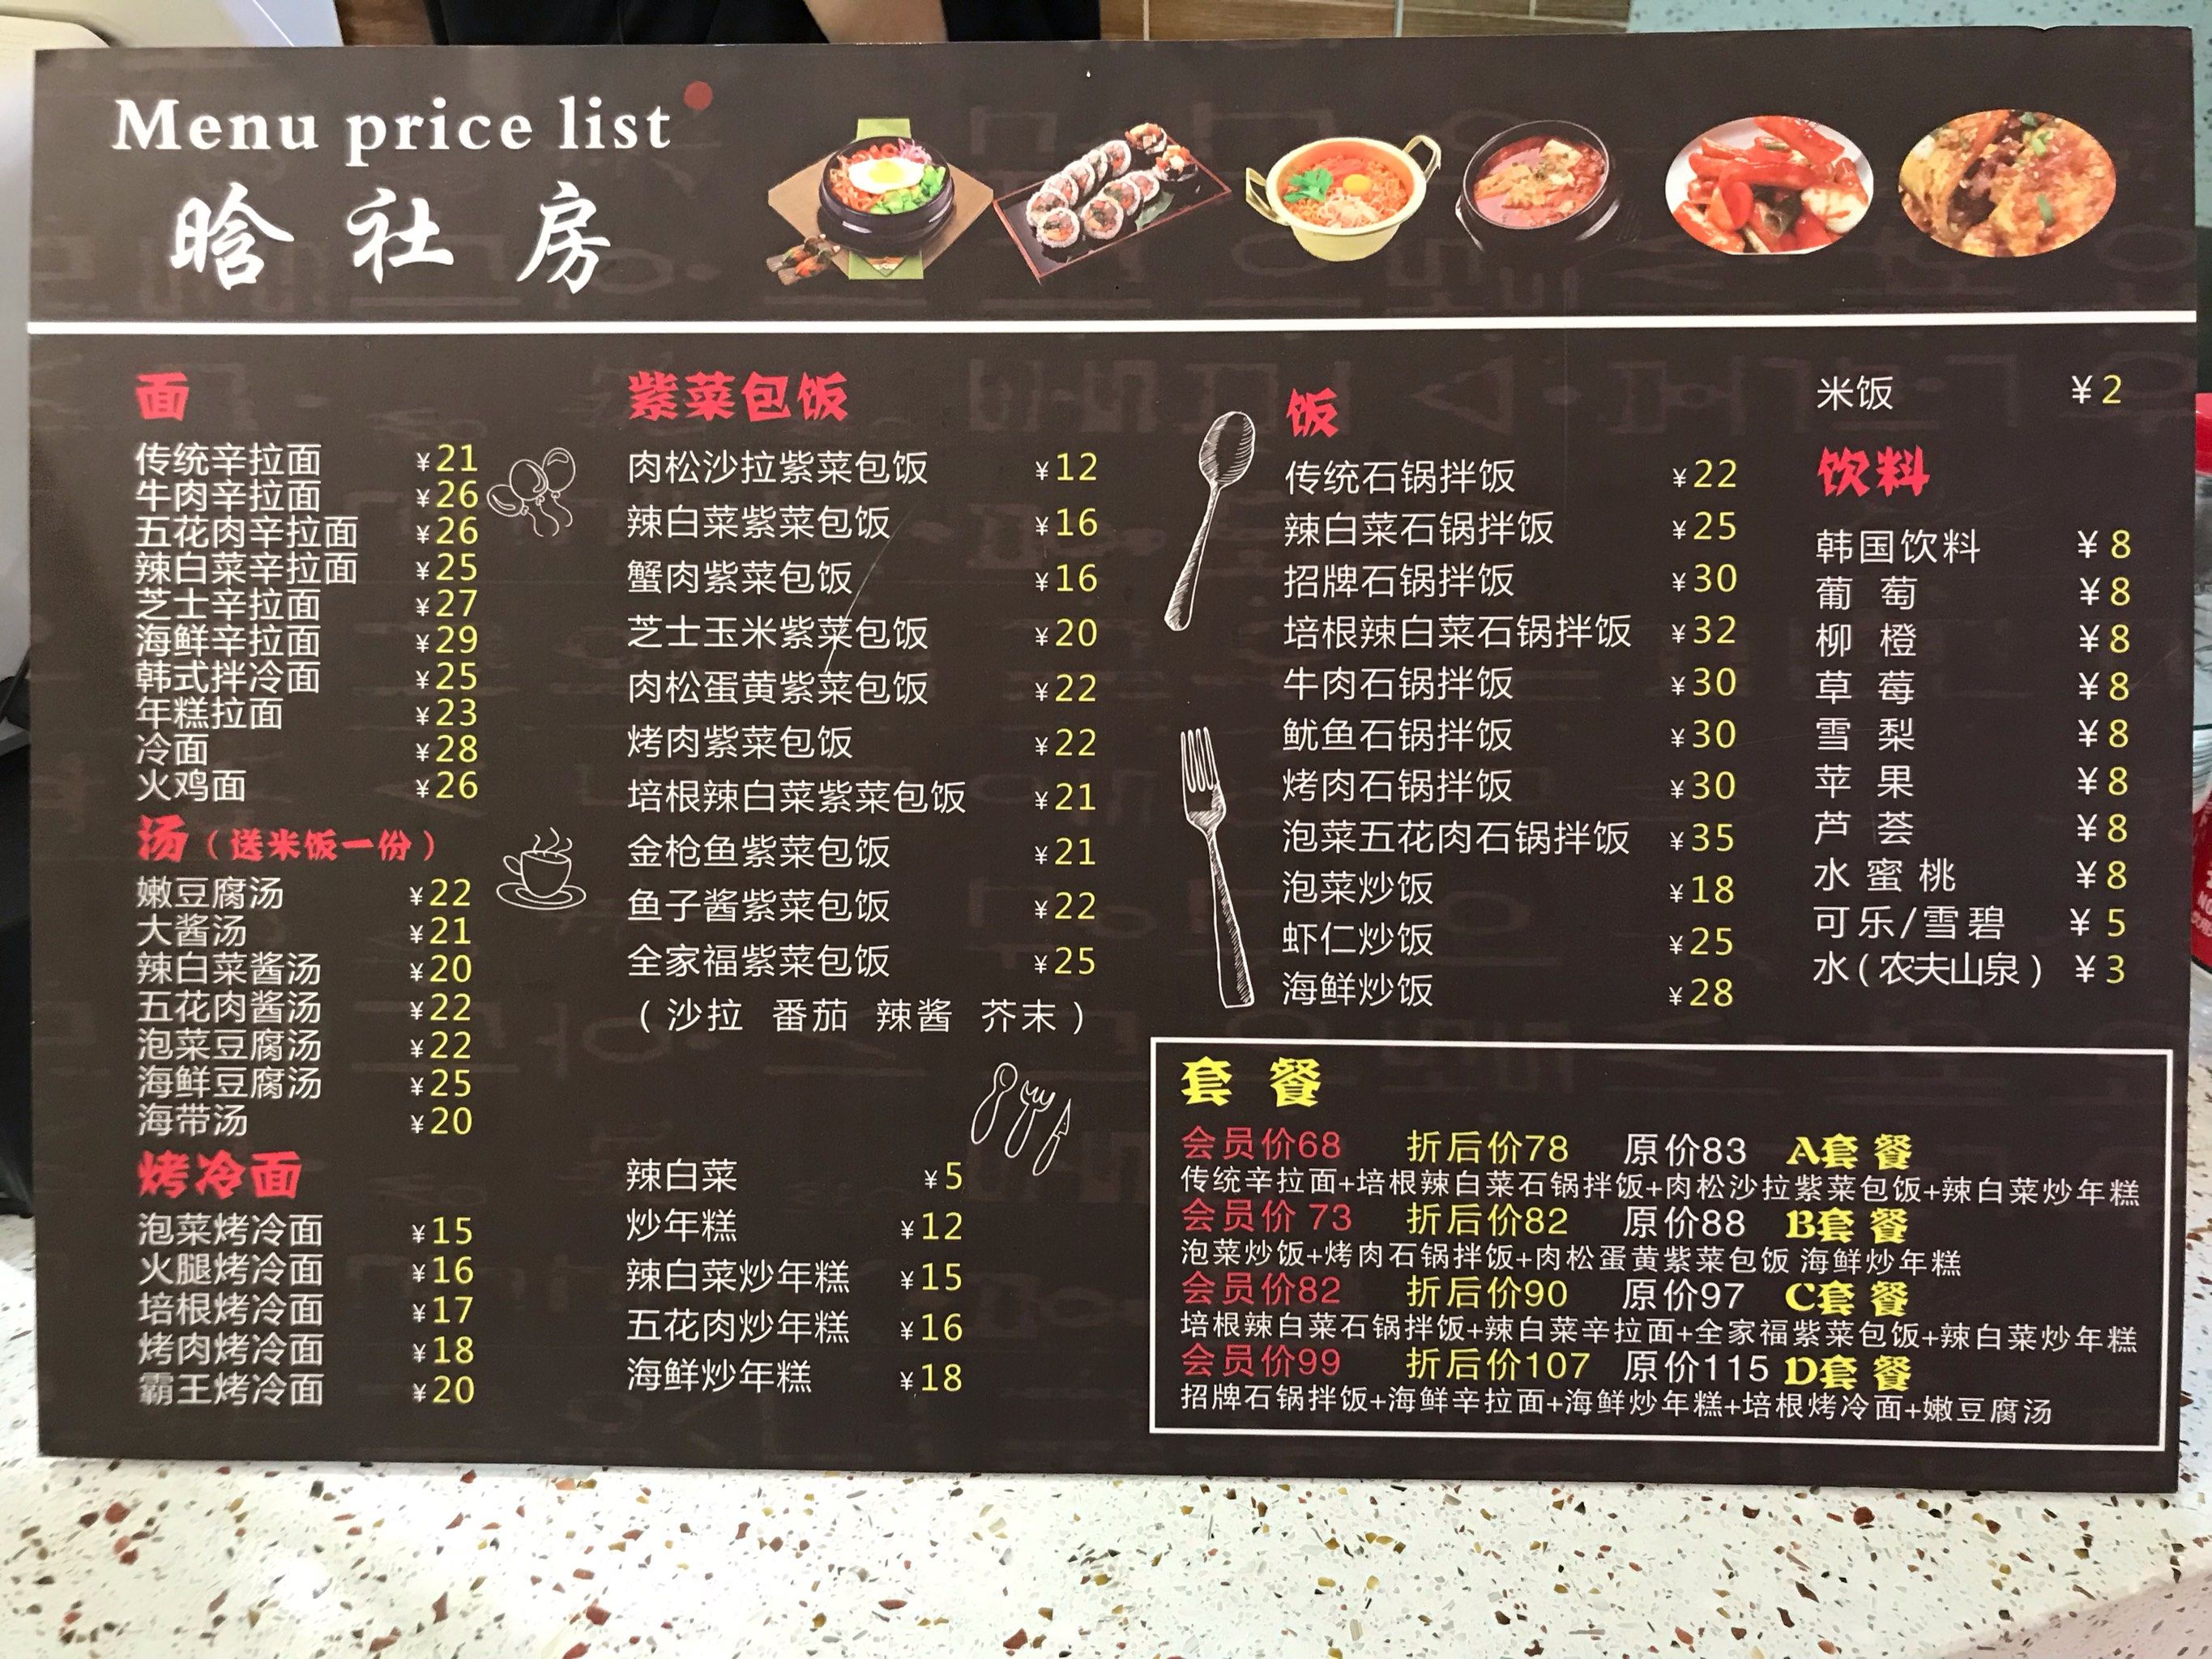 Menu price list
晗社房
面
传统辛拉面 ¥21
牛肉辛拉面 ¥26
五花肉辛拉面 ¥26
辣白菜辛拉面 ¥25
芝士辛拉面 ¥27
海鲜辛拉面 ¥29
韩式拌冷面 ¥25
年糕拉面 ¥23
冷面 ¥28
火鸡面 ¥26
汤（送米饭一份）
嫩豆腐汤 ¥22
大酱汤 ¥21
辣白菜酱汤 ¥20
五花肉酱汤 ¥22
泡菜豆腐汤 ¥22
海鲜豆腐汤 ¥25
海带汤 ¥20
烤冷面
泡菜烤冷面 ¥15
火腿烤冷面 ¥16
培根烤冷面 ¥17
烤肉烤冷面 ¥18
霸王烤冷面 ¥20
紫菜包饭
肉松沙拉紫菜包饭 ¥12
辣白菜紫菜包饭 ¥16
蟹肉紫菜包饭 ¥16
芝士玉米紫菜包饭 ¥20
肉松蛋黄紫菜包饭 ¥22
烤肉紫菜包饭 ¥22
培根辣白菜紫菜包饭 ¥21
金枪鱼紫菜包饭 ¥21
鱼子酱紫菜包饭 ¥22
全家福紫菜包饭 ¥25
（沙拉 番茄 辣酱 芥末）
辣白菜 ¥5
炒年糕 ¥12
辣白菜炒年糕 ¥15
五花肉炒年糕 ¥16
海鲜炒年糕 ¥18
饭
传统石锅拌饭 ¥22
辣白菜石锅拌饭 ¥25
招牌石锅拌饭 ¥30
培根辣白菜石锅拌饭 ¥32
牛肉石锅拌饭 ¥30
鱿鱼石锅拌饭 ¥30
烤肉石锅拌饭 ¥30
泡菜五花肉石锅拌饭 ¥35
泡菜炒饭 ¥18
虾仁炒饭 ¥25
海鲜炒饭 ¥28
米饭 ¥2
饮料
韩国饮料 ¥8
葡萄 ¥8
柳橙 ¥8
草莓 ¥8
雪梨 ¥8
苹果 ¥8
芦荟 ¥8
水蜜桃 ¥8
可乐/雪碧 ¥5
水（农夫山泉） ¥3
套餐
会员价68 折后价78 原价83 A套餐
传统辛拉面+培根辣白菜石锅拌饭+肉松沙拉紫菜包饭+辣白菜炒年糕
会员价 73 折后价82 原价88 B套餐
泡菜炒饭+烤肉石锅拌饭+肉松蛋黄紫菜包饭 海鲜炒年糕
会员价82 折后价90 原价97 C套餐
培根辣白菜石锅拌饭+辣白菜辛拉面+全家福紫菜包饭+辣白菜炒年糕
会员价99 折后价107 原价115 D套餐
招牌石锅拌饭+海鲜辛拉面+海鲜炒年糕+培根烤冷面+嫩豆腐汤